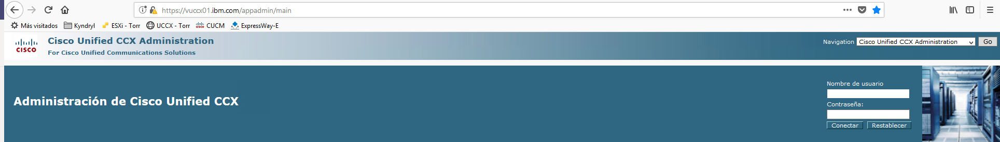 https://vuccx01.ibm.com/appadmin/main
Más visitados Kyndryl ESXi - Torr UCCX - Torr CUCM ExpressWay-E
CISCO
Cisco Unified CCX Administration
For Cisco Unified Communications Solutions
Navigation Cisco Unified CCX Administration Go
Administración de Cisco Unified CCX
Nombre de usuario
Contraseña:
Conectar Restablecer